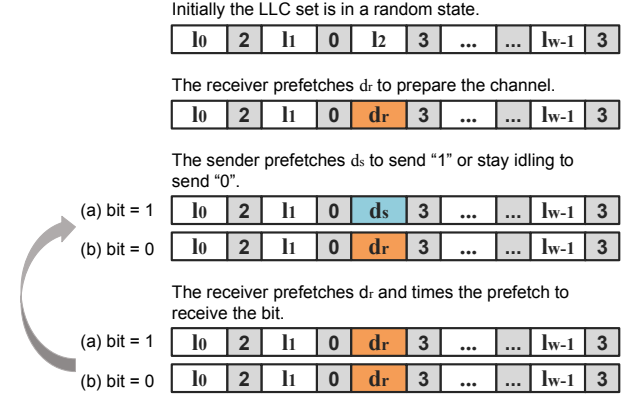 Initially the LLC set is in a random state.
l0 2 l1 0 l2 3 ... ... lw-1 3
The receiver prefetches dr to prepare the channel.
l0 2 l1 0 dr 3 ... ... lw-1 3
The sender prefetches ds to send “1” or stay idling to
send “0”.
(a) bit = 1 l0 2 l1 0 ds 3 ... ... lw-1 3
(b) bit = 0 l0 2 l1 0 dr 3 ... ... lw-1 3
The receiver prefetches dr and times the prefetch to
receive the bit.
(a) bit = 1 l0 2 l1 0 dr 3 ... ... lw-1 3
(b) bit = 0 l0 2 l1 0 dr 3 ... ... lw-1 3